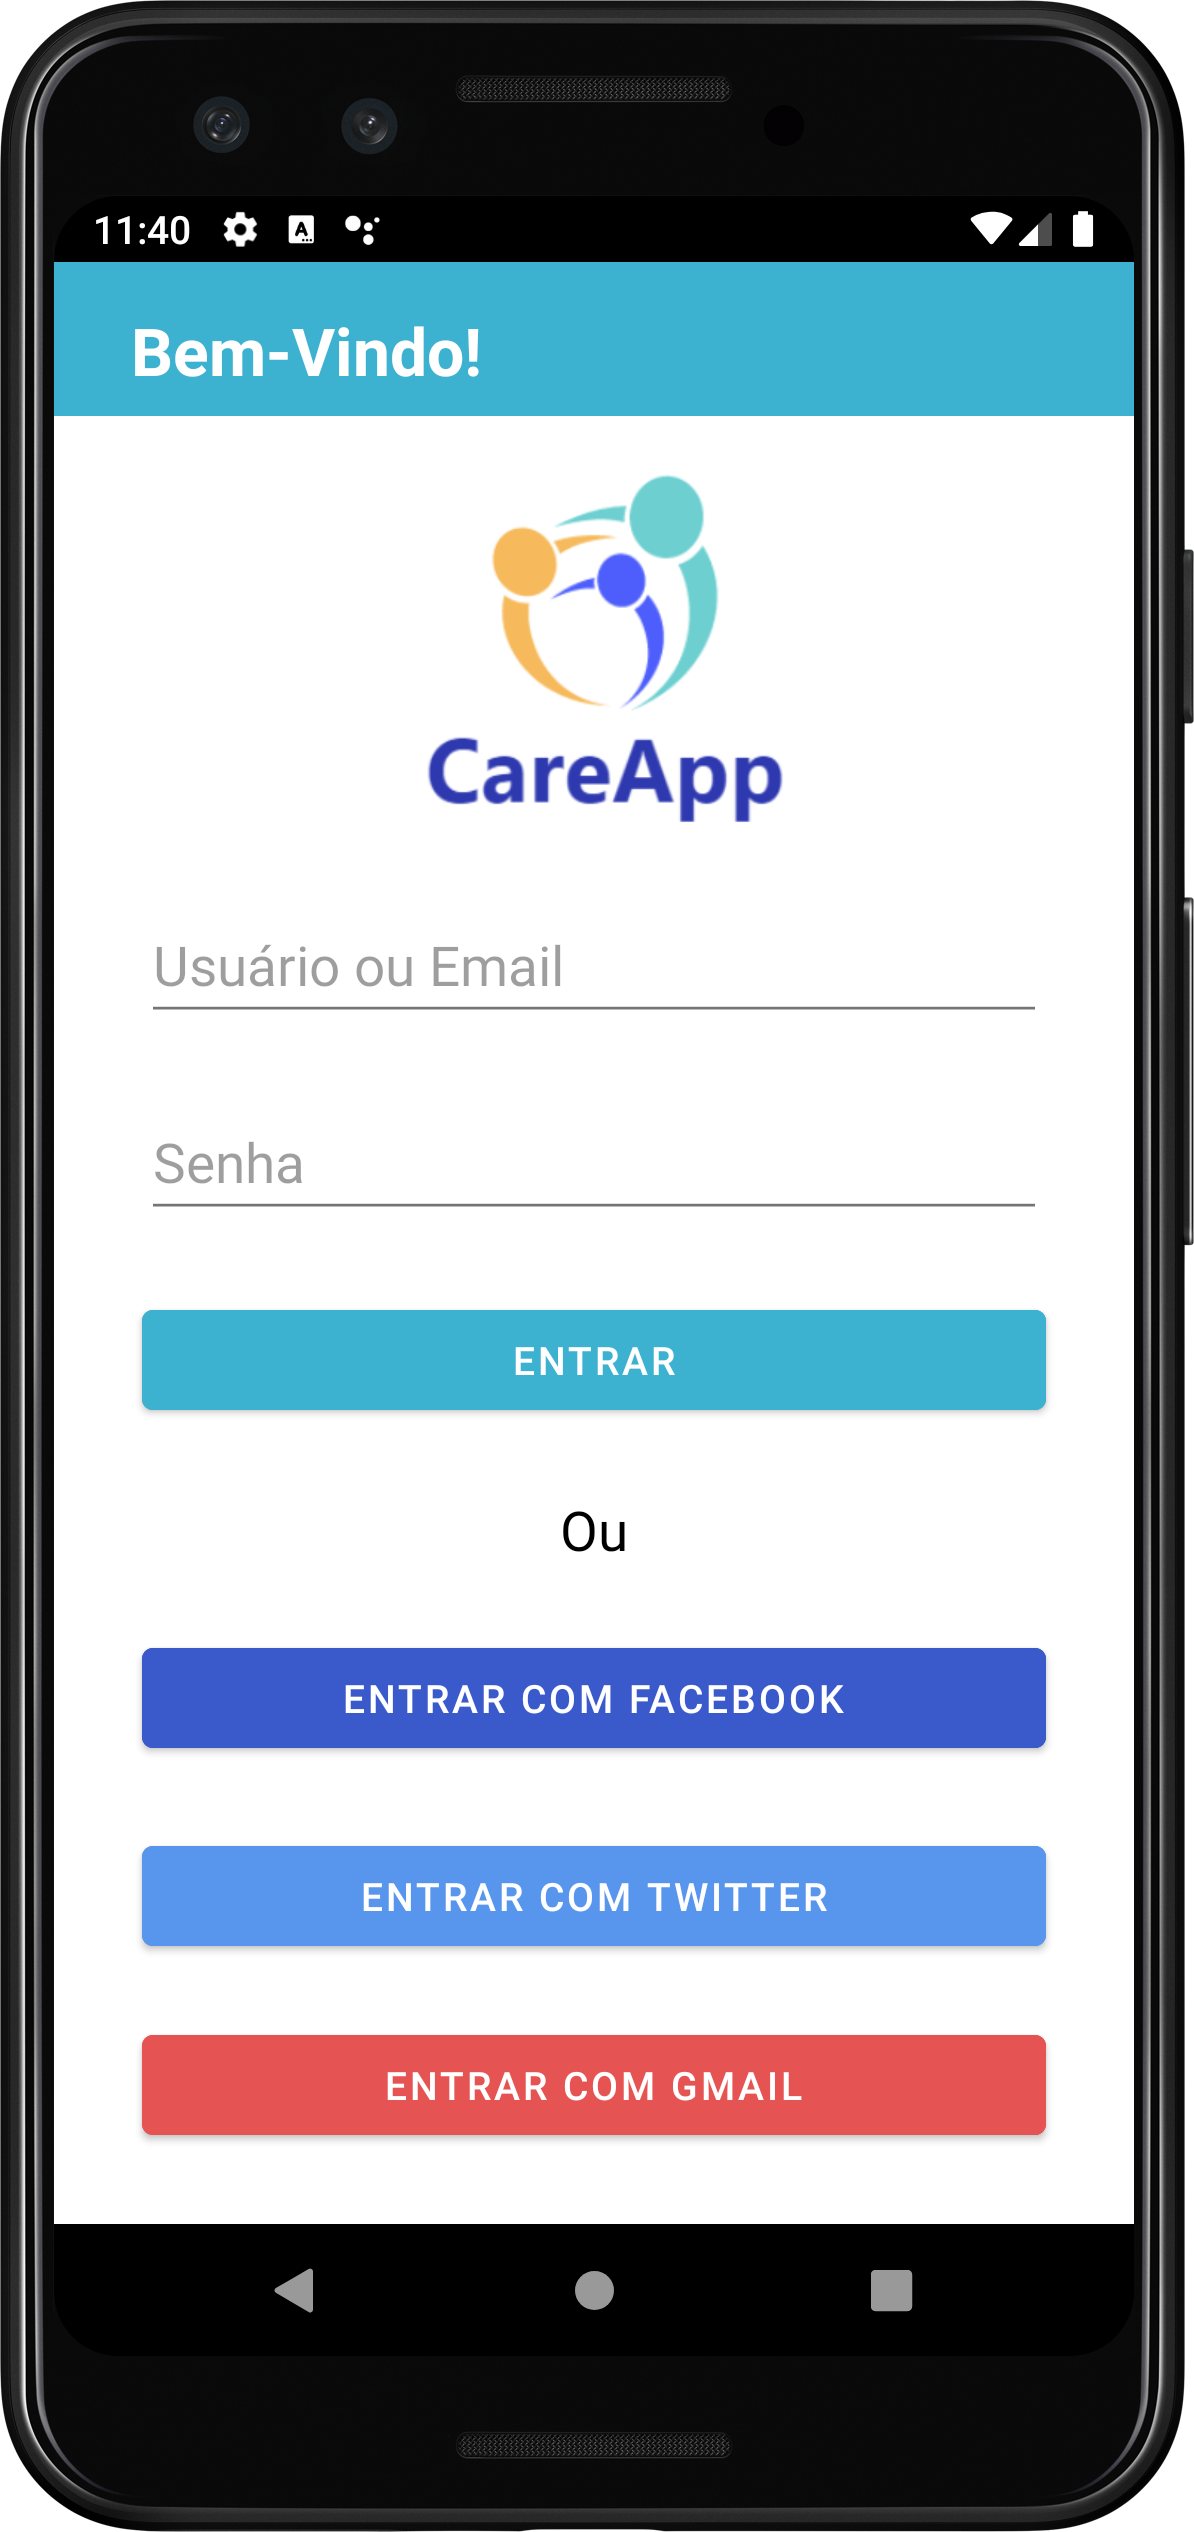 11:40
Bem-Vindo!
CareApp
Usuário ou Email
Senha
ENTRAR
Ou
ENTRAR COM FACEBOOK
ENTRAR COM TWITTER
ENTRAR COM GMAIL